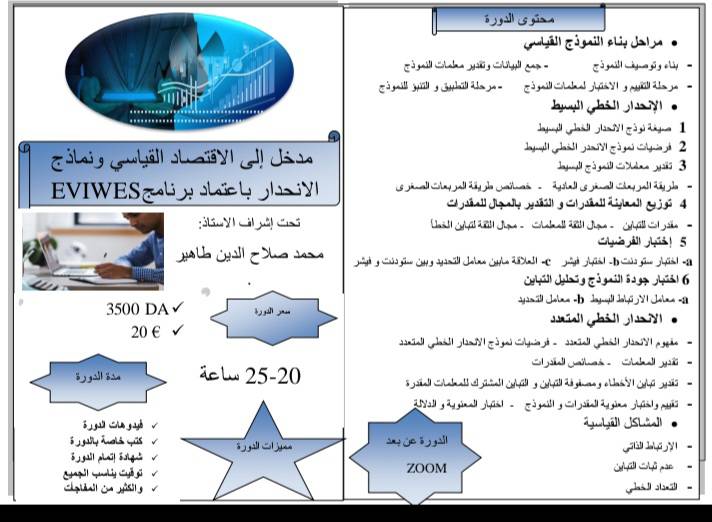 محتوى الدورة
• مراحل بناء النموذج القياسي
- بناء وتوصيف النموذج - جمع البيانات وتقدير معلمات النموذج
- مرحلة التقييم و الاختبار لمعلمات النموذج - مرحلة التطبيق و التنبؤ للنموذج
• الإنحدار الخطي البسيط
1 صيغة نوذج الانحدار الخطي البسيط
2 فرضيات نموذج الانحدر الخطي البسيط
3 تقدير معاملات النموذج البسيط
- طريقة المربعات الصغرى العادية - خصائص طريقة المربعات الصغرى
4 توزيع المعاينة للمقدرات و التقدير بالمجال للمقدرات
- مقدرات للتباين - مجال الثقة للمعلمات - مجال الثقة لتباين الخطأ
5 إختبار الفرضيات
a- اختبار ستودنت b- اختبار فيشر c- العلاقة مابين معامل التحديد وبين ستودنت و فيشر
6 اختبار جودة النموذج وتحليل التباين
a- معامل الارتباط البسيط b- معامل التحديد
• الانحدار الخطي المتعدد
- مفهوم الانحدار الخطي المتعدد - فرضيات نموذج الانحدار الخطي المتعدد
- تقدير المعلمات - خصائص المقدرات
- تقدير تباين الأخطاء ومصفوفة التباين و التباين المشترك للمعلمات المقدرة
- تقييم واختبار معنوية المقدرات و النموذج - اختبار المعنوية و الدلالة
• المشاكل القياسية
- الإرتباط الذاتي
- عدم ثبات التباين
- التعداد الخطي
الدورة عن بعد
ZOOM
مدخل إلى الاقتصاد القياسي ونماذج
الانحدار باعتماد برنامج EVIWES
تحت إشراف الاستاذ:
محمد صلاح الدين طاهير
.
سعر الدورة
✓ 3500 DA
✓ 20 €
مدة الدورة
25-20 ساعة
مميزات الدورة
✓ فيدوهات الدورة
✓ كتب خاصة بالدورة
✓ شهادة إتمام الدورة
✓ توقيت يناسب الجميع
✓ والكثير من المفاجآت